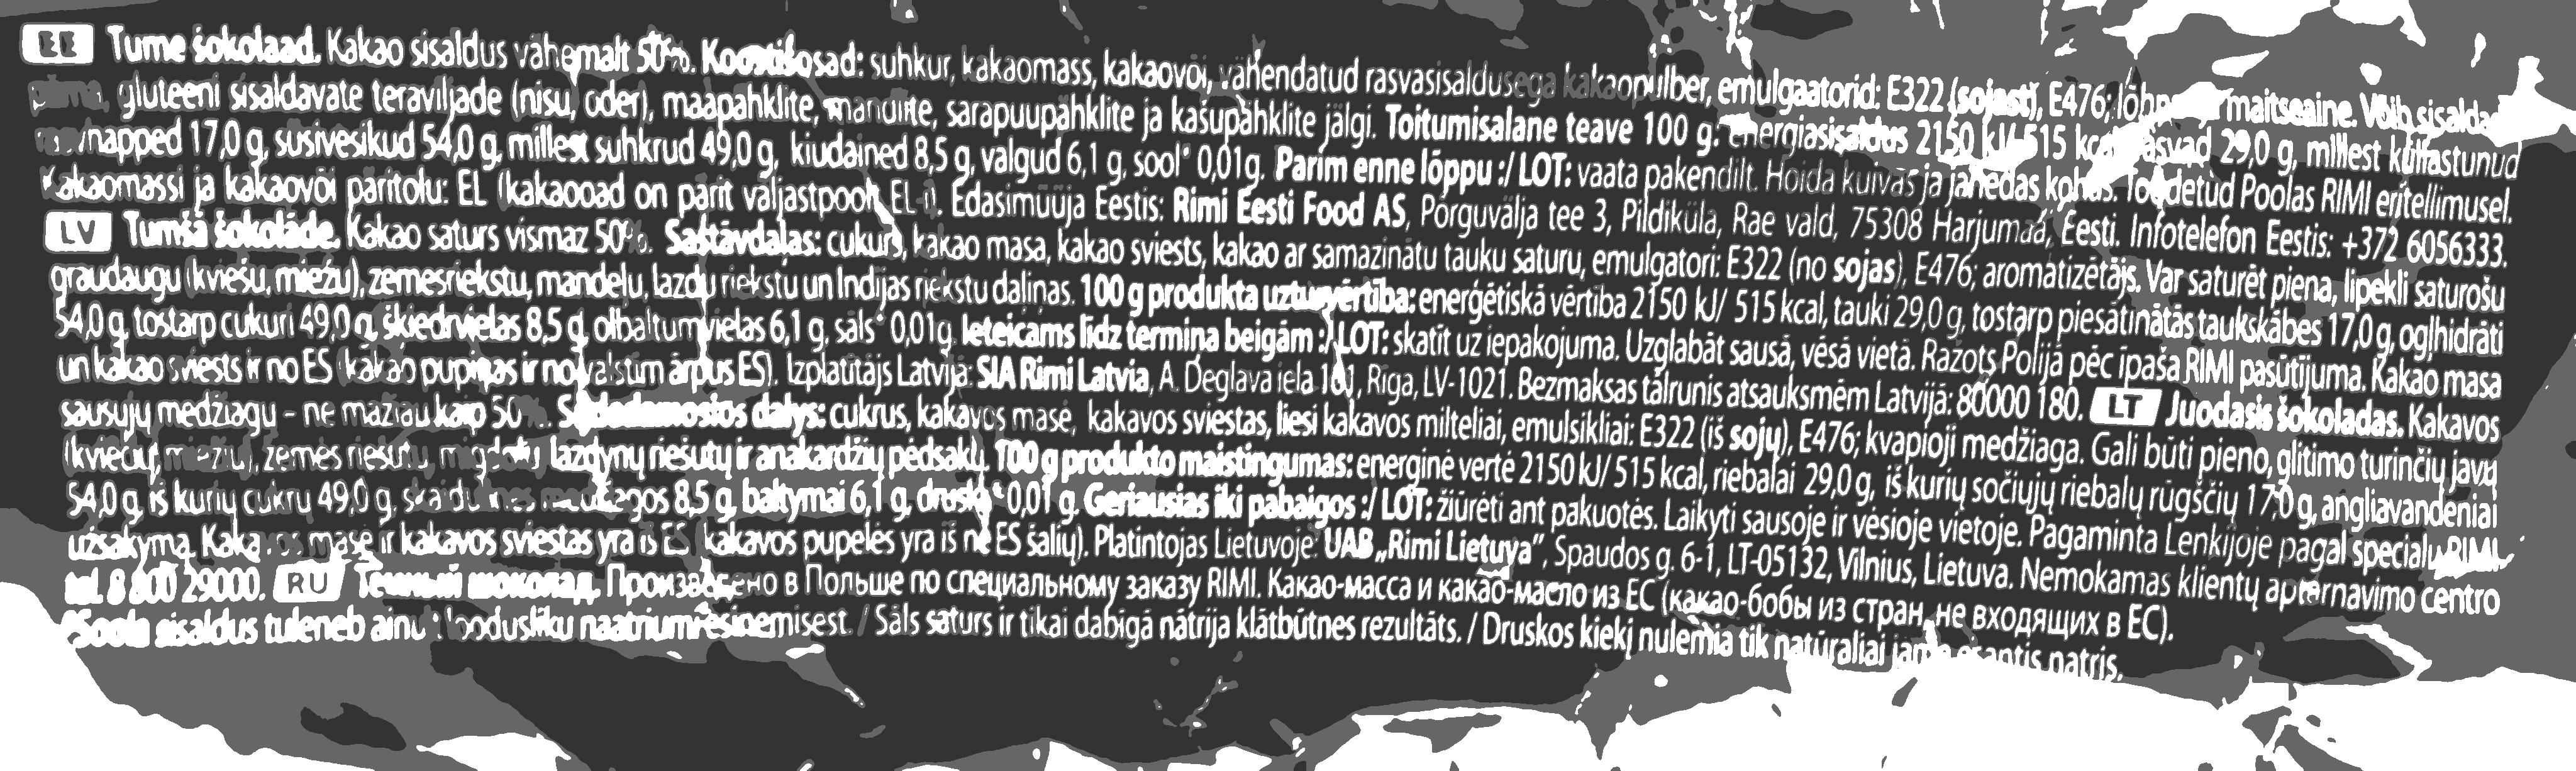 EE Tume šokolaad. Kakao sisaldus vähemalt 50%. Koostisosad: suhkur, kakaomass, kakaovõi, vähendatud rasvasisaldusega kakaopulber, emulgaatorid: E322 (sojast), E476; maitseaine. Võib sisaldada
piima, gluteeni sisaldavate teraviljade (nisu, oder), maapähklite, mandlite, sarapuupähklite ja kašupähklite jälgi. Toitumisalane teave 100 g: energiasisaldus 2150 kJ/ 515 kcal, rasvad 29,0 g, millest küllastunud
17,0 g, süsivesikud 54,0 g, millest suhkrud 49,0 g, kiudained 8,5 g, valgud 6,1 g, sool* 0,01g. Parim enne lõppu :/ LOT: vaata pakendilt. Hoida kuivas ja jahedas kohas. Toodetud Poolas RIMI eritellimusel.
Kakaomassi ja kakaovõi päritolu: EL (kakaooad on pärit väljastpoolt EL-i). Edasimüüja Eestis: Rimi Eesti Food AS, Põrguvälja tee 3, Pildiküla, Rae vald, 75308 Harjumaa, Eesti. Infotelefon Eestis: +372 6056333.
LV Tumšā šokolāde. Kakao saturs vismaz 50%. Sastāvdaļas: cukurs, kakao masa, kakao sviests, kakao ar samazinātu tauku saturu, emulgatori: E322 (no sojas), E476; aromatizētājs. Var saturēt piena, lipekli saturošu
graudaugu (kviešu, miežu), zemesriekstu, mandeļu, lazdu riekstu un Indijas riekstu daļiņas. 100 g produkta uzturvērtība: enerģētiskā vērtība 2150 kJ/ 515 kcal, tauki 29,0 g, tostarp piesātinātās taukskābes 17,0 g, ogļhidrāti
54,0 g, tostarp cukuri 49,0 g, šķiedrvielas 8,5 g, olbaltumvielas 6,1 g, sāls* 0,01g. Ieteicams līdz termiņa beigām :/ LOT: skatīt uz iepakojuma. Uzglabāt sausā, vēsā vietā. Ražots Polijā pēc īpaša RIMI pasūtījuma. Kakao masa
un kakao sviests ir no ES (kakao pupiņas ir no valstīm ārpus ES). Izplatītājs Latvijā: SIA Rimi Latvia, A. Deglava iela 161, Rīga, LV-1021. Bezmaksas tālrunis atsauksmēm Latvijā: 80000 180. LT Juodasis šokoladas. Kakavos
sausųjų medžiagų – ne mažiau kaip 50 %. Sudedamosios dalys: cukrus, kakavos masė, kakavos sviestas, liesi kakavos milteliai, emulsikliai: E322 (iš sojų), E476; kvapioji medžiaga. Gali būti pieno, glitimo turinčių javų
(kviečių, miežių), žemės riešutų, migdolų, lazdynų riešutų ir anakardžių pėdsakų. 100 g produkto maistingumas: energinė vertė 2150 kJ/ 515 kcal, riebalai 29,0 g, iš kurių sočiųjų riebalų rūgščių 17,0 g, angliavandeniai
54,0 g, iš kurių cukrų 49,0 g, skaidulinės medžiagos 8,5 g, baltymai 6,1 g, druska* 0,01 g. Geriausias iki pabaigos :/ LOT: žiūrėti ant pakuotės. Laikyti sausoje ir vėsioje vietoje. Pagaminta Lenkijoje pagal specialų RIMI
užsakymą. Kakavos masė ir kakavos sviestas yra iš ES (kakavos pupelės yra iš ne ES šalių). Platintojas Lietuvoje: UAB „Rimi Lietuva”, Spaudos g. 6-1, LT-05132, Vilnius, Lietuva. Nemokamas klientų aptarnavimo centro
tel. 8 800 29000. RU Темный шоколад. Произведено в Польше по специальному заказу RIMI. Какао-масса и какао-масло из ЕС (какао-бобы из стран, не входящих в ЕС).
*Soola sisaldus tuleneb ainult looduslikust naatriumi esinemisest. / Sāls saturs ir tikai dabīgā nātrija klātbūtnes rezultāts. / Druskos kiekį nulemia tik natūraliai jame esantis natris.